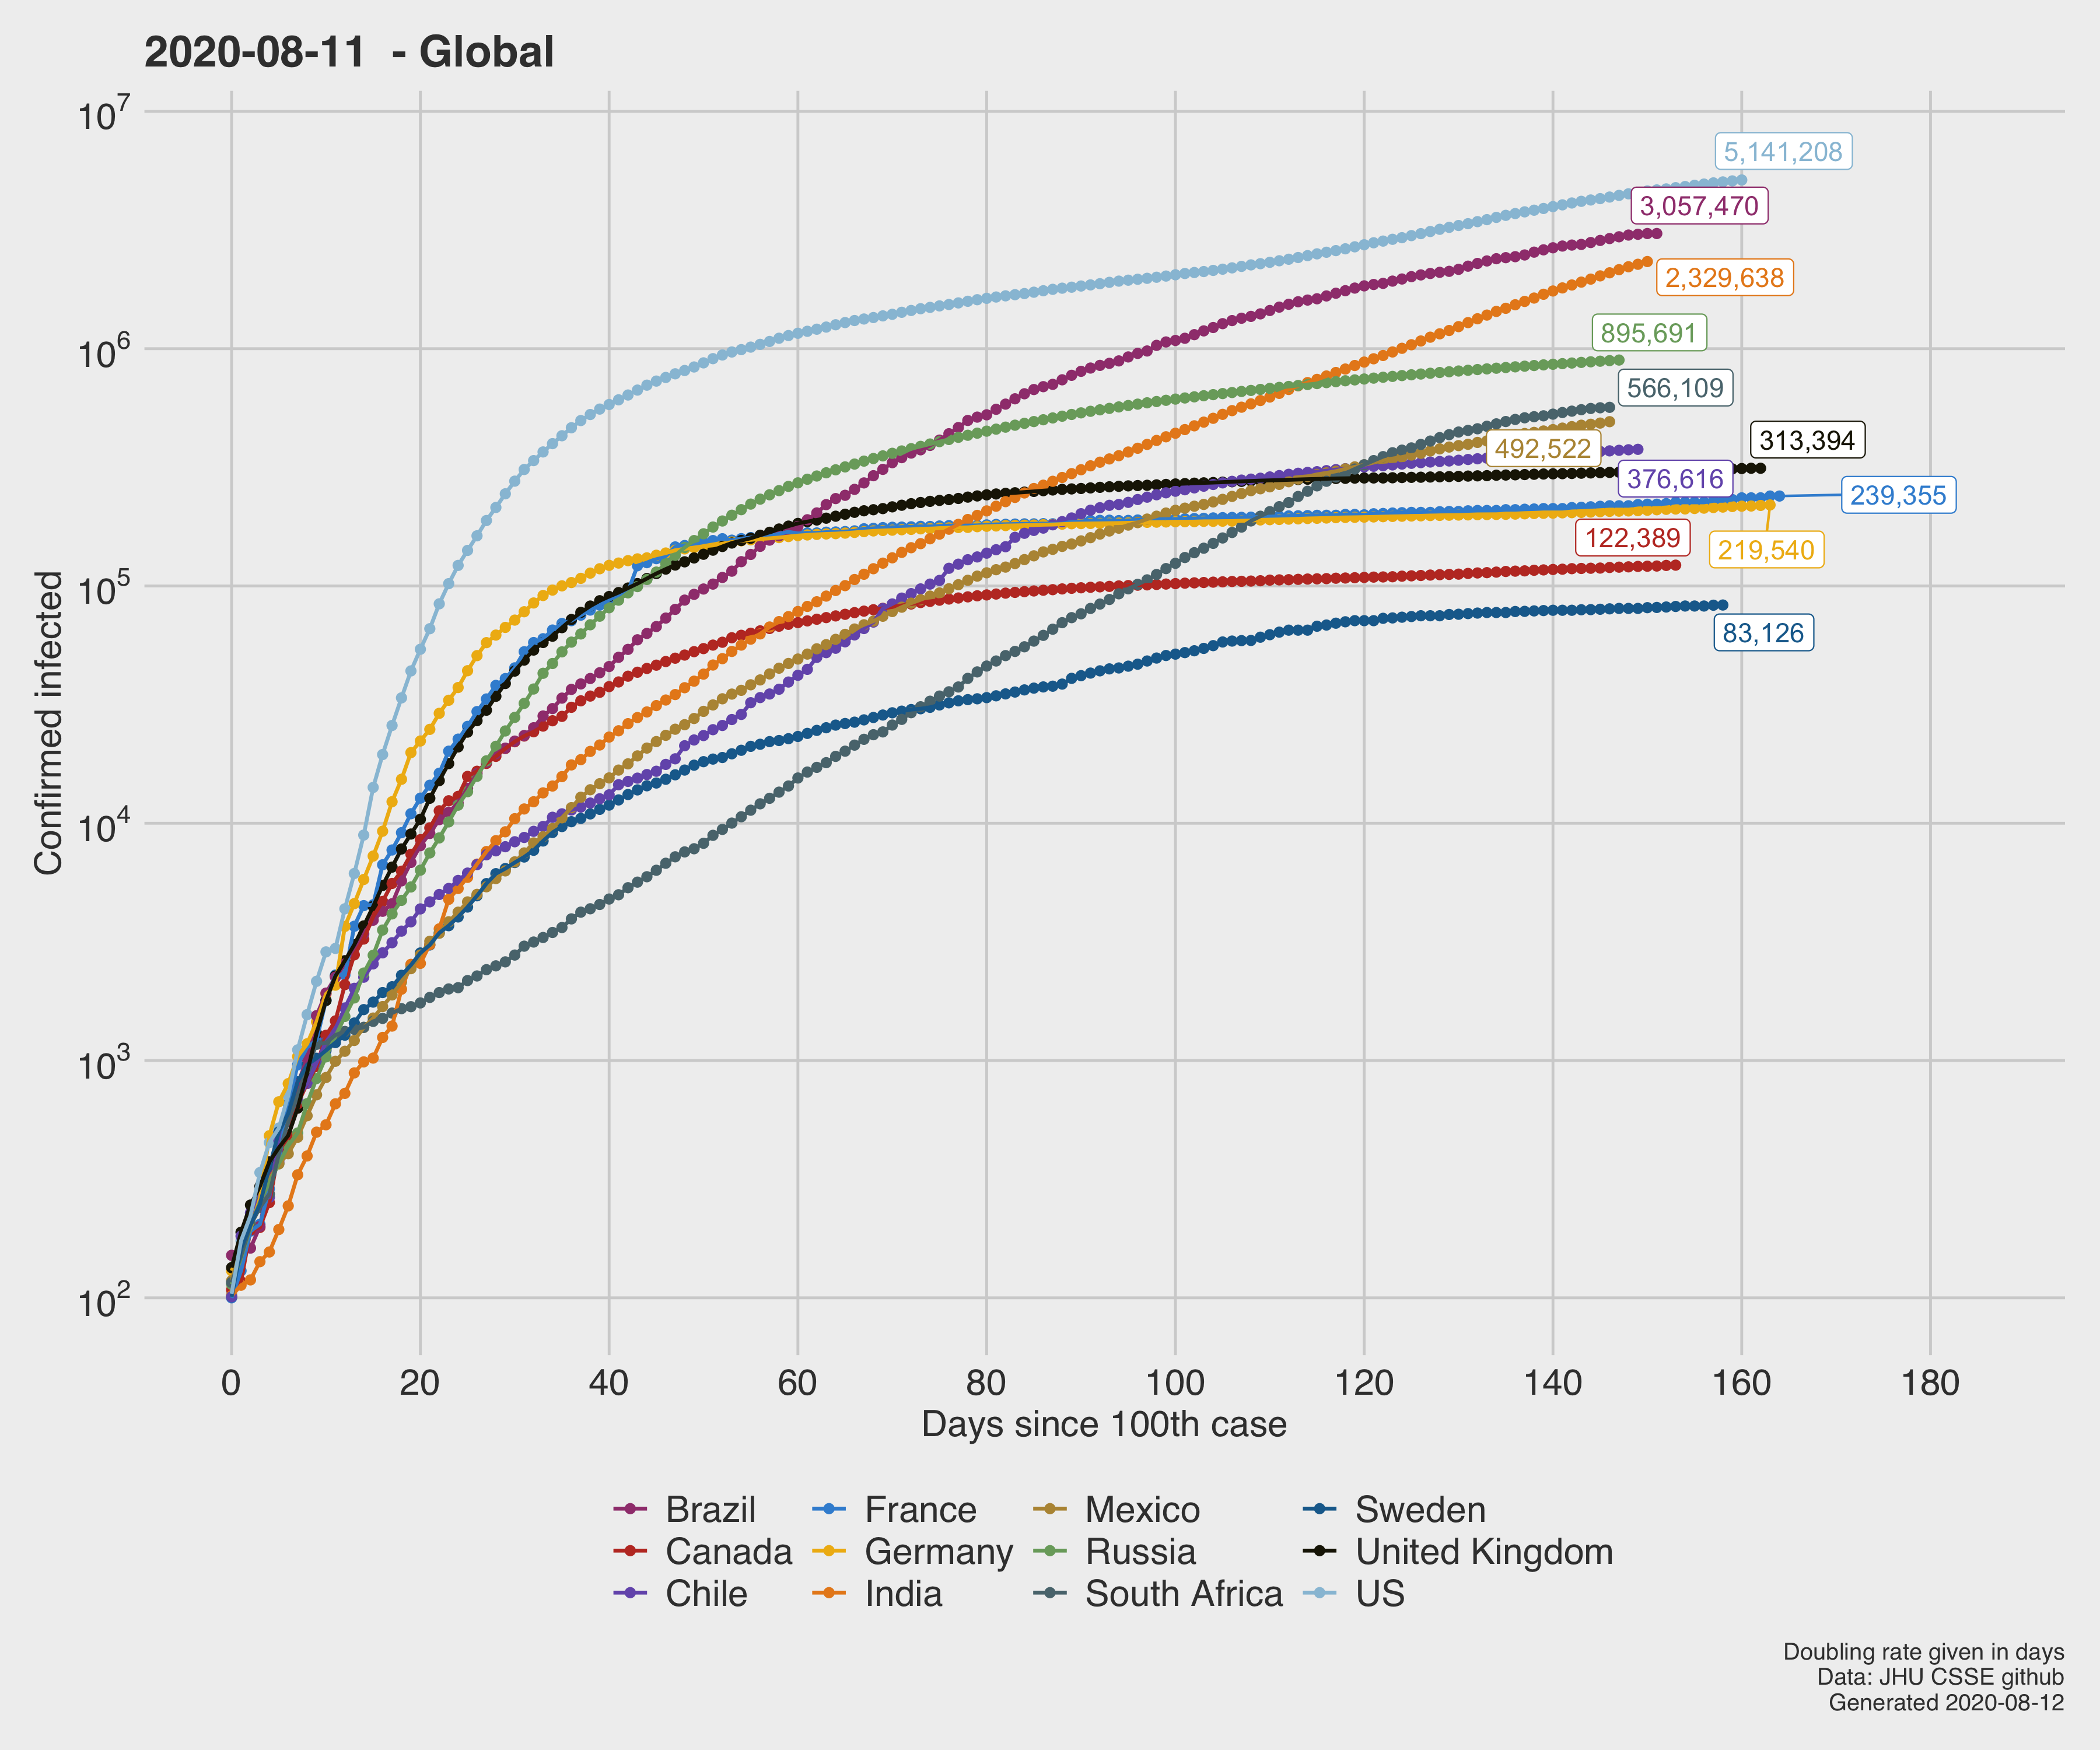 2020-08-11 - Global
10^7
10^6
10^5
10^4
10^3
10^2
Confirmed infected
5,141,208
3,057,470
2,329,638
895,691
566,109
313,394
492,522
376,616
239,355
122,389
219,540
83,126
0 20 40 60 80 100 120 140 160 180
Days since 100th case
Brazil France Mexico Sweden
Canada Germany Russia United Kingdom
Chile India South Africa US
Doubling rate given in days
Data: JHU CSSE github
Generated 2020-08-12